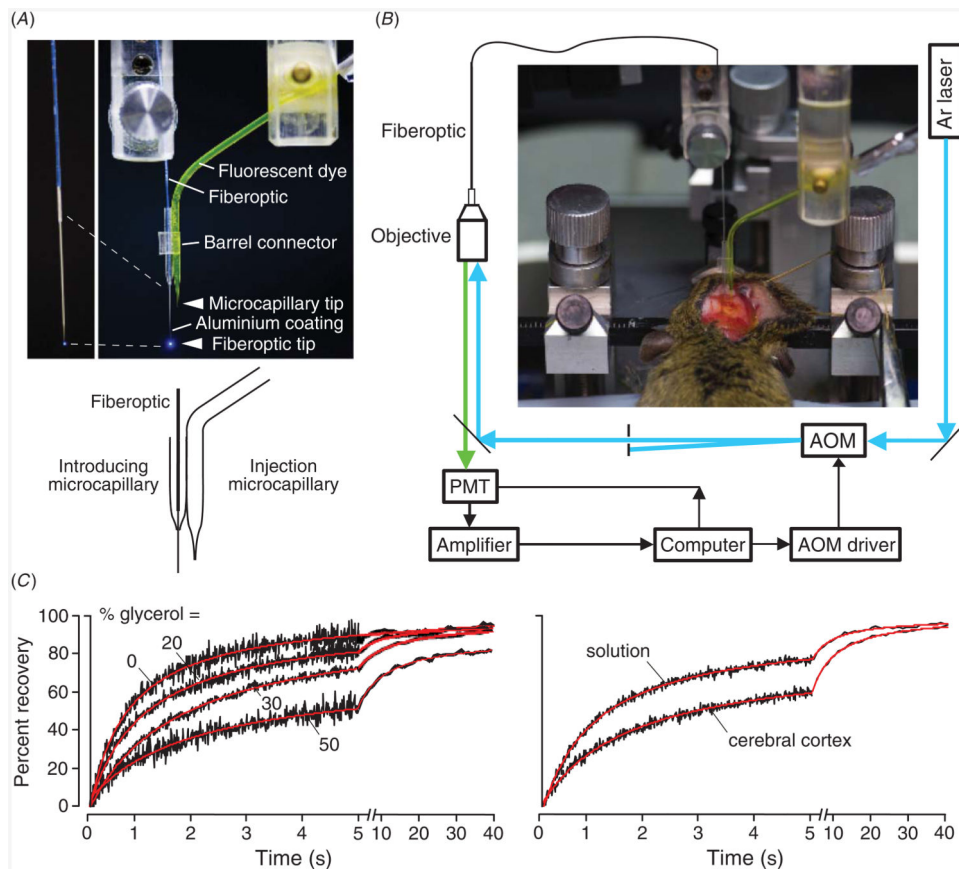 (A)
Fluorescent dye
Fiberoptic
Barrel connector
Microcapillary tip
Aluminium coating
Fiberoptic tip
Fiberoptic
Introducing
microcapillary
Injection
microcapillary
(B)
Fiberoptic
Objective
Ar laser
AOM
PMT
Amplifier
Computer
AOM driver
(C)
% glycerol =
0
20
30
50
Percent recovery
100
80
60
40
20
0
0 1 2 3 4 5 10 20 30 40
Time (s)
solution
cerebral cortex
0 1 2 3 4 5 10 20 30 40
Time (s)